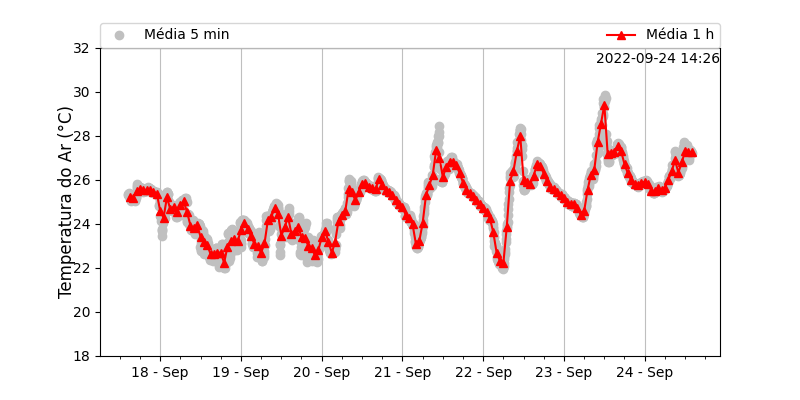 Média 5 min
Média 1 h
2022-09-24 14:26
Temperatura do Ar (°C)
32
30
28
26
24
22
20
18
18 - Sep
19 - Sep
20 - Sep
21 - Sep
22 - Sep
23 - Sep
24 - Sep